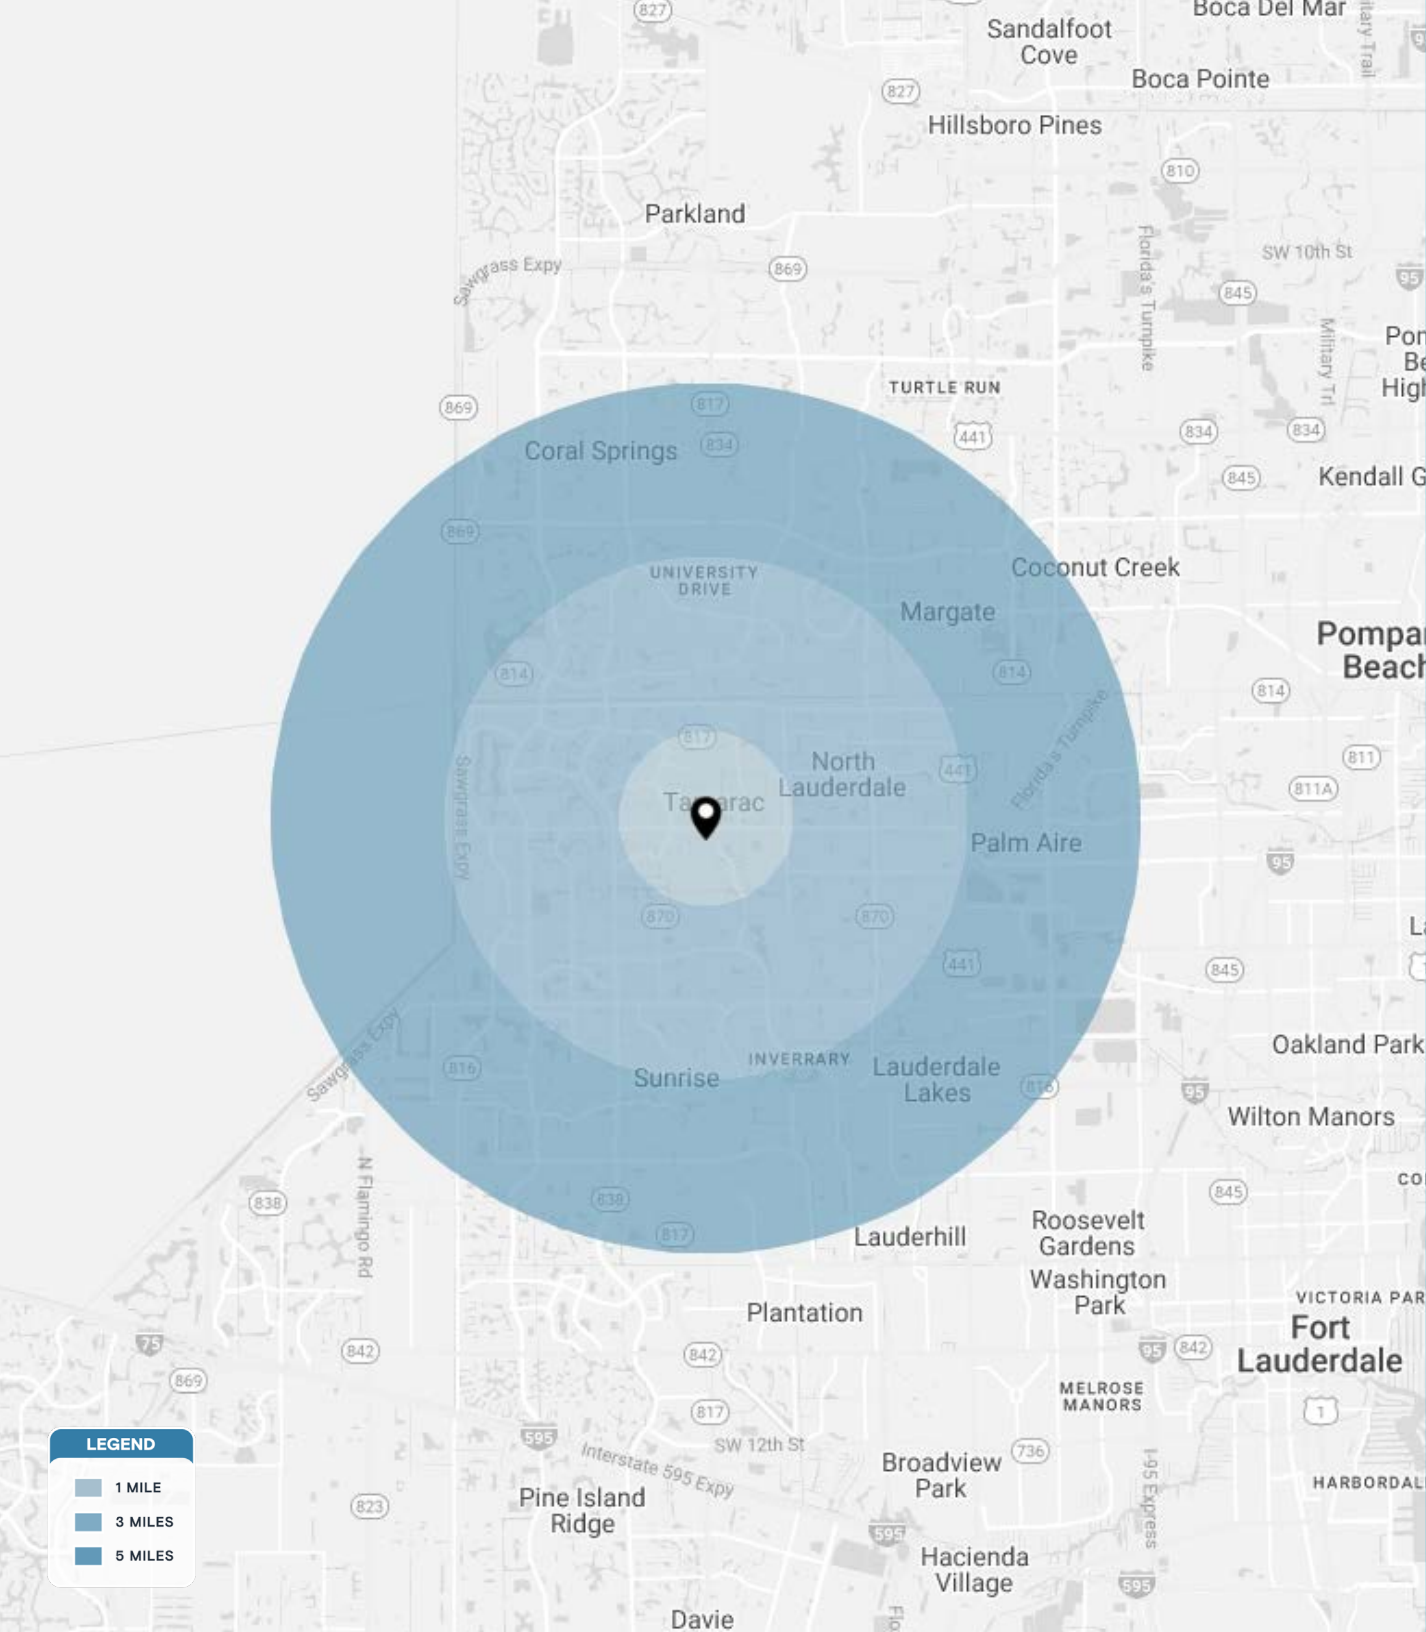 827
Boca Del Mar
Sandalfoot
Cove
Boca Pointe
827
Hillsboro Pines
810
Parkland
Florida's Turnpike
SW 10th St
Sawgrass Expy
869
95
845
Military Trl
TURTLE RUN
869
817
441
834
834
834
Coral Springs
845
869
Coconut Creek
UNIVERSITY
DRIVE
Margate
814
814
814
Florida's Turnpike
817
811
North
Lauderdale
441
811A
Sawgrass Expy
Palm Aire
95
870
870
441
845
Sawgrass Expy
Oakland Park
816
INVERRARY
Sunrise
Lauderdale
Lakes
816
95
Wilton Manors
N Flamingo Rd
838
838
845
817
Lauderhill
Roosevelt
Gardens
Washington
Park
Plantation
Fort
Lauderdale
75
842
842
95
842
869
MELROSE
MANORS
817
1
595
SW 12th St
Interstate 595 Expy
Broadview
Park
736
I-95 Express
823
Pine Island
Ridge
595
Hacienda
Village
595
Davie
LEGEND
1 MILE
3 MILES
5 MILES